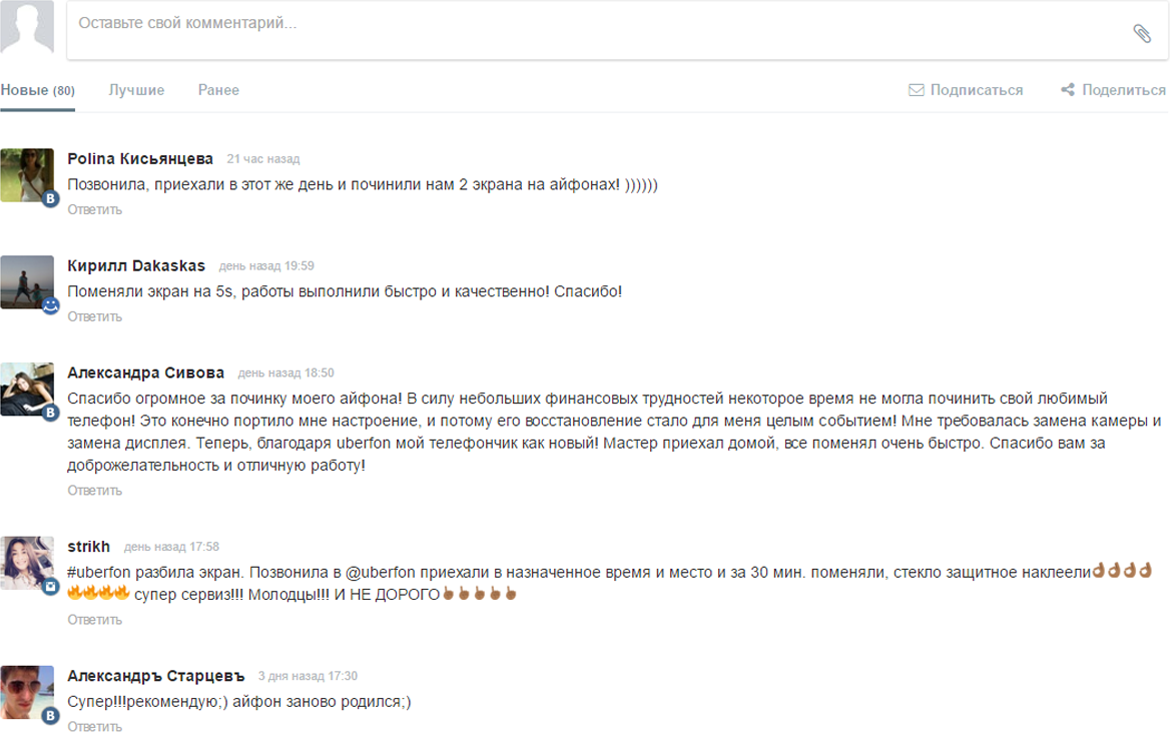 Оставьте свой комментарий...
Новые (80) Лучшие Ранее Подписаться Поделиться
Polina Кисьянцева 21 час назад
Позвонила, приехали в этот же день и починили нам 2 экрана на айфонах! ))))))
Ответить
Кирилл Dakaskas день назад 19:59
Поменяли экран на 5s, работы выполнили быстро и качественно! Спасибо!
Ответить
Александра Сивова день назад 18:50
Спасибо огромное за починку моего айфона! В силу небольших финансовых трудностей некоторое время не могла починить свой любимый
телефон! Это конечно портило мне настроение, и потому его восстановление стало для меня целым событием! Мне требовалась замена камеры и
замена дисплея. Теперь, благодаря uberfon мой телефончик как новый! Мастер приехал домой, все поменял очень быстро. Спасибо вам за
доброжелательность и отличную работу!
Ответить
strikh день назад 17:58
#uberfon разбила экран. Позвонила в @uberfon приехали в назначенное время и место и за 30 мин. поменяли, стекло защитное наклеели👌🏾👌🏾👌🏾👌🏾
🔥🔥🔥🔥 супер сервиз!!! Молодцы!!! И НЕ ДОРОГО👆🏾👆🏾👆🏾👆🏾👆🏾
Ответить
Александръ Старцевъ 3 дня назад 17:30
Супер!!!рекомендую;) айфон заново родился;)
Ответить